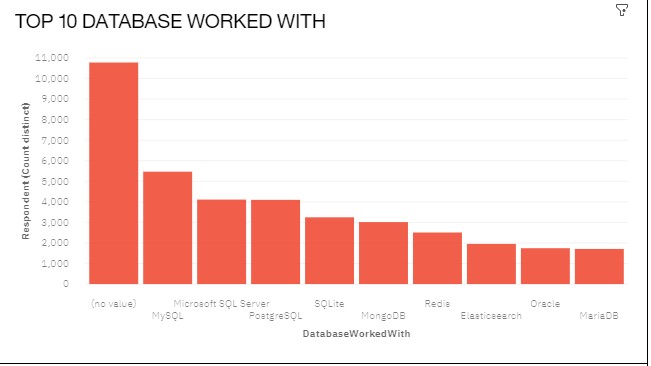 TOP 10 DATABASE WORKED WITH
Respondent (Count distinct)
11,000
10,000
9,000
8,000
7,000
6,000
5,000
4,000
3,000
2,000
1,000
0
(no value)
MySQL
Microsoft SQL Server
PostgreSQL
SQLite
MongoDB
Redis
Elasticsearch
Oracle
MariaDB
DatabaseWorkedWith